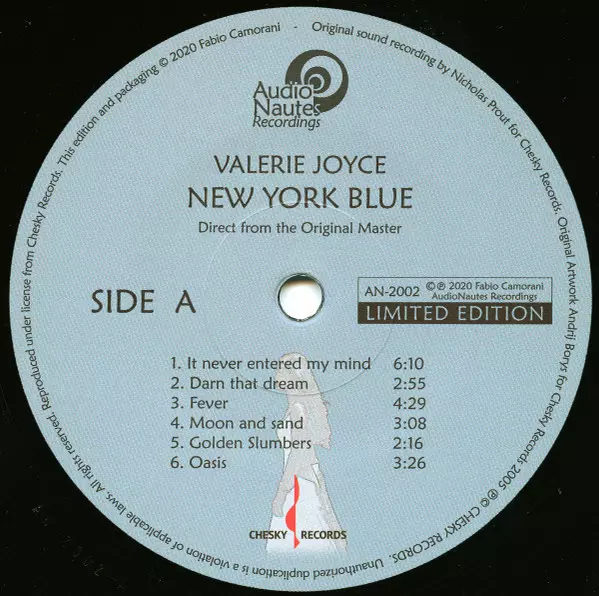 Reproduced under license from Chesky Records. This edition and packaging © 2020 Fabio Camorani - Original sound recording by Nicholas Prout for Chesky Records. Original Artwork Andrij Borys for Chesky Records 2005 ℗© CHESKY RECORDS.
Audio
Nautes
Recordings
VALERIE JOYCE
NEW YORK BLUE
Direct from the Original Master
SIDE A
AN-2002 ©℗ 2020 Fabio Camorani
AudioNautes Recordings
LIMITED EDITION
1. It never entered my mind 6:10
2. Darn that dream 2:55
3. Fever 4:29
4. Moon and sand 3:08
5. Golden Slumbers 2:16
6. Oasis 3:26
CHESKY RECORDS
Unauthorized duplication is a violation of applicable laws. All rights reserved.